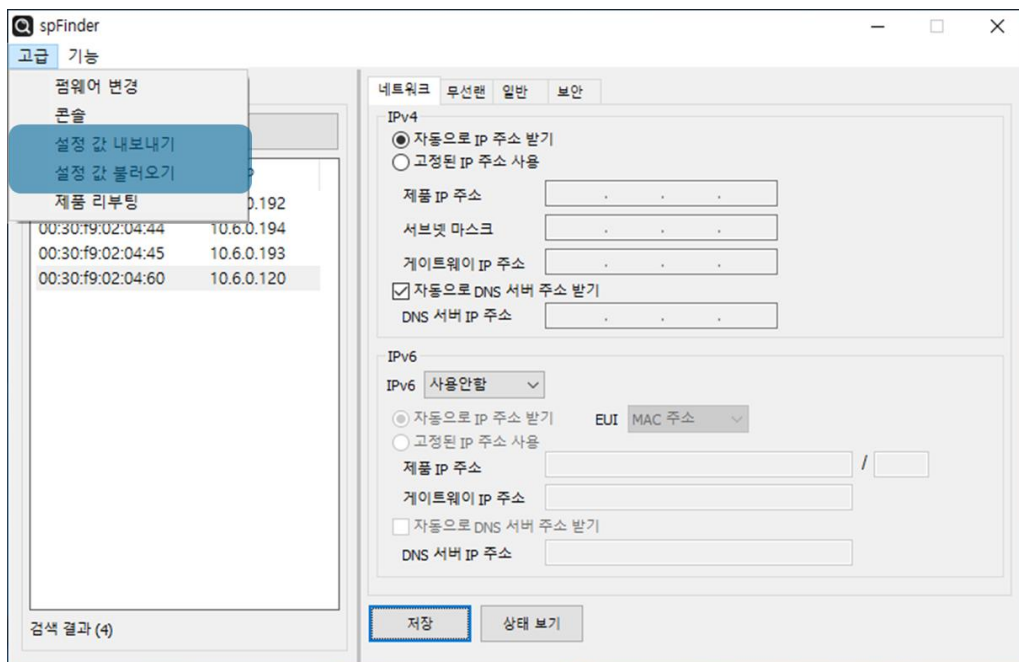 spFinder
고급 기능
펌웨어 변경
콘솔
설정 값 내보내기
설정 값 불러오기
제품 리부팅
00:30:f9:02:04:44 10.6.0.194
00:30:f9:02:04:45 10.6.0.193
00:30:f9:02:04:60 10.6.0.120
검색 결과 (4)
네트워크 무선랜 일반 보안
IPv4
자동으로 IP 주소 받기
고정된 IP 주소 사용
제품 IP 주소
서브넷 마스크
게이트웨이 IP 주소
자동으로 DNS 서버 주소 받기
DNS 서버 IP 주소
IPv6
IPv6 사용안함
자동으로 IP 주소 받기 EUI MAC 주소
고정된 IP 주소 사용
제품 IP 주소 /
게이트웨이 IP 주소
자동으로 DNS 서버 주소 받기
DNS 서버 IP 주소
저장 상태 보기